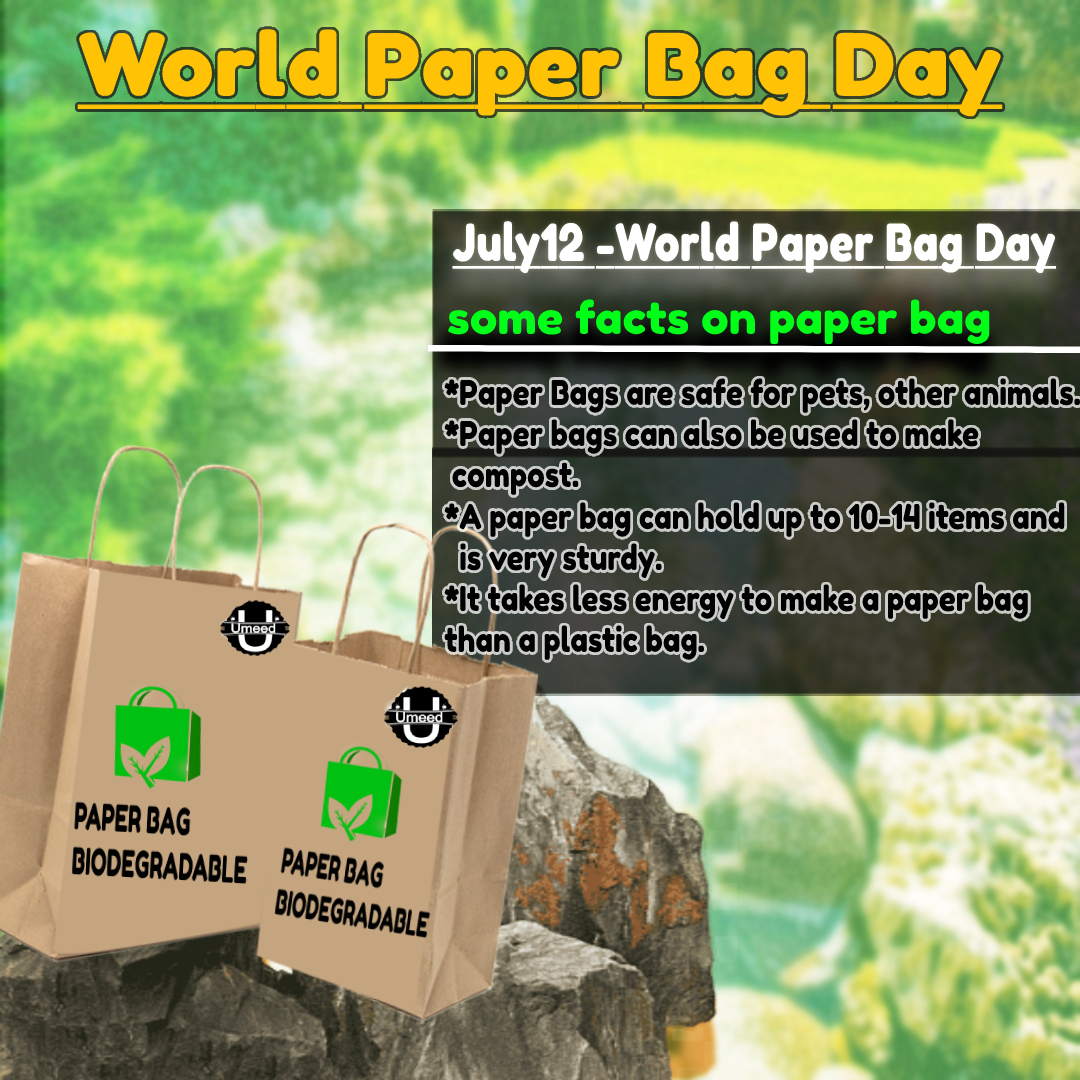 World Paper Bag Day
July12 -World Paper Bag Day
some facts on paper bag
*Paper Bags are safe for pets, other animals.
*Paper bags can also be used to make
compost.
*A paper bag can hold up to 10-14 items and
is very sturdy.
*It takes less energy to make a paper bag
than a plastic bag.
U
Umeed
PAPER BAG
BIODEGRADABLE
U
Umeed
PAPER BAG
BIODEGRADABLE